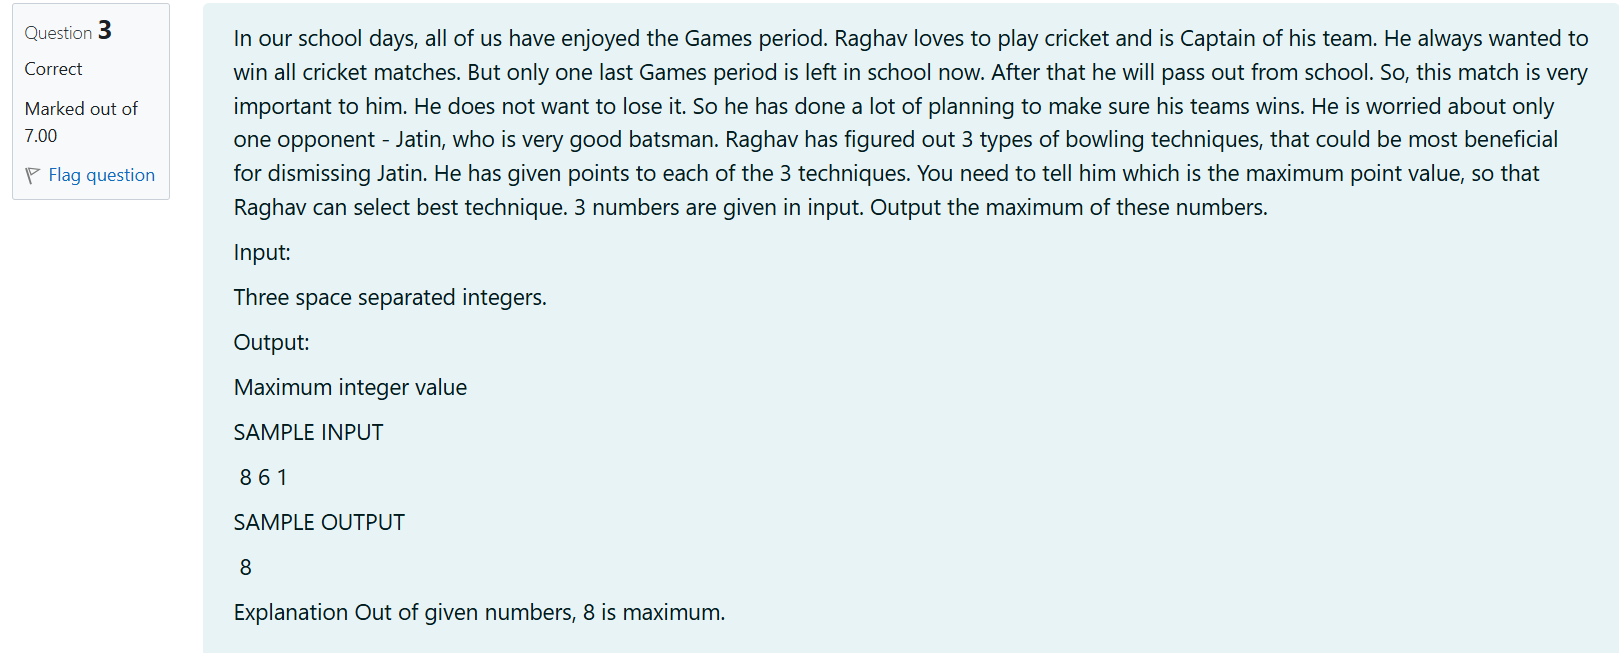 Question 3
Correct
Marked out of
7.00
Flag question
In our school days, all of us have enjoyed the Games period. Raghav loves to play cricket and is Captain of his team. He always wanted to
win all cricket matches. But only one last Games period is left in school now. After that he will pass out from school. So, this match is very
important to him. He does not want to lose it. So he has done a lot of planning to make sure his teams wins. He is worried about only
one opponent - Jatin, who is very good batsman. Raghav has figured out 3 types of bowling techniques, that could be most beneficial
for dismissing Jatin. He has given points to each of the 3 techniques. You need to tell him which is the maximum point value, so that
Raghav can select best technique. 3 numbers are given in input. Output the maximum of these numbers.
Input:
Three space separated integers.
Output:
Maximum integer value
SAMPLE INPUT
8 6 1
SAMPLE OUTPUT
8
Explanation Out of given numbers, 8 is maximum.